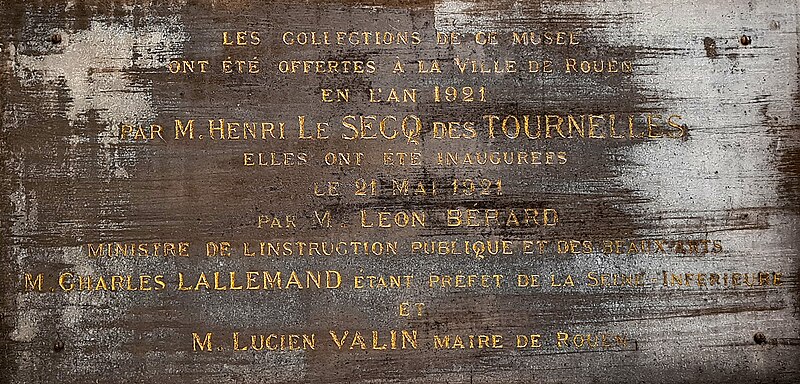 LES COLLECTIONS DE CE MUSEE
ONT ÉTÉ OFFERTES À LA VILLE DE ROUEN
EN L'AN 1921
PAR M. HENRI LE SECQ DES TOURNELLES
ELLES ONT ÉTÉ INAUGURÉES
LE 21 MAI 1921
PAR M. LÉON BÉRARD
MINISTRE DE L'INSTRUCTION PUBLIQUE ET DES BEAUX-ARTS
M. CHARLES LALLEMAND ÉTANT PRÉFET DE LA SEINE-INFÉRIEURE
ET
M. LUCIEN VALIN MAIRE DE ROUEN